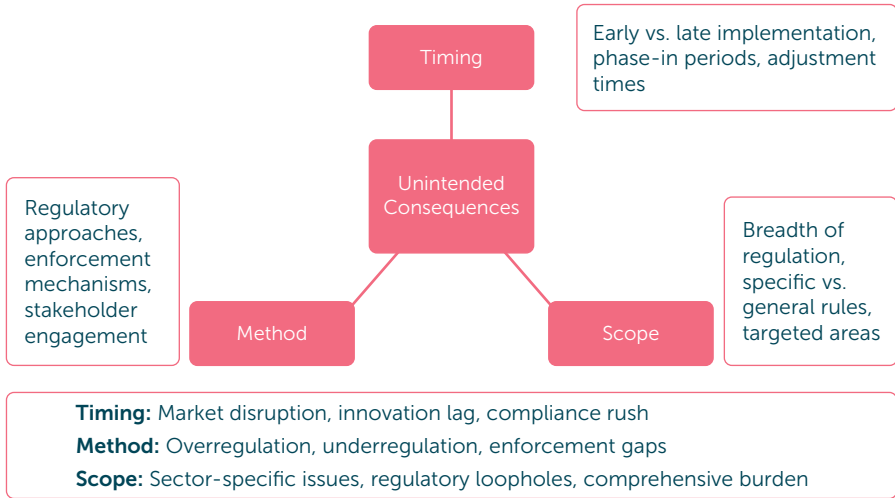 Timing
Early vs. late implementation,
phase-in periods, adjustment
times
Unintended
Consequences
Regulatory
approaches,
enforcement
mechanisms,
stakeholder
engagement
Method
Scope
Breadth of
regulation,
specific vs.
general rules,
targeted areas
Timing: Market disruption, innovation lag, compliance rush
Method: Overregulation, underregulation, enforcement gaps
Scope: Sector-specific issues, regulatory loopholes, comprehensive burden